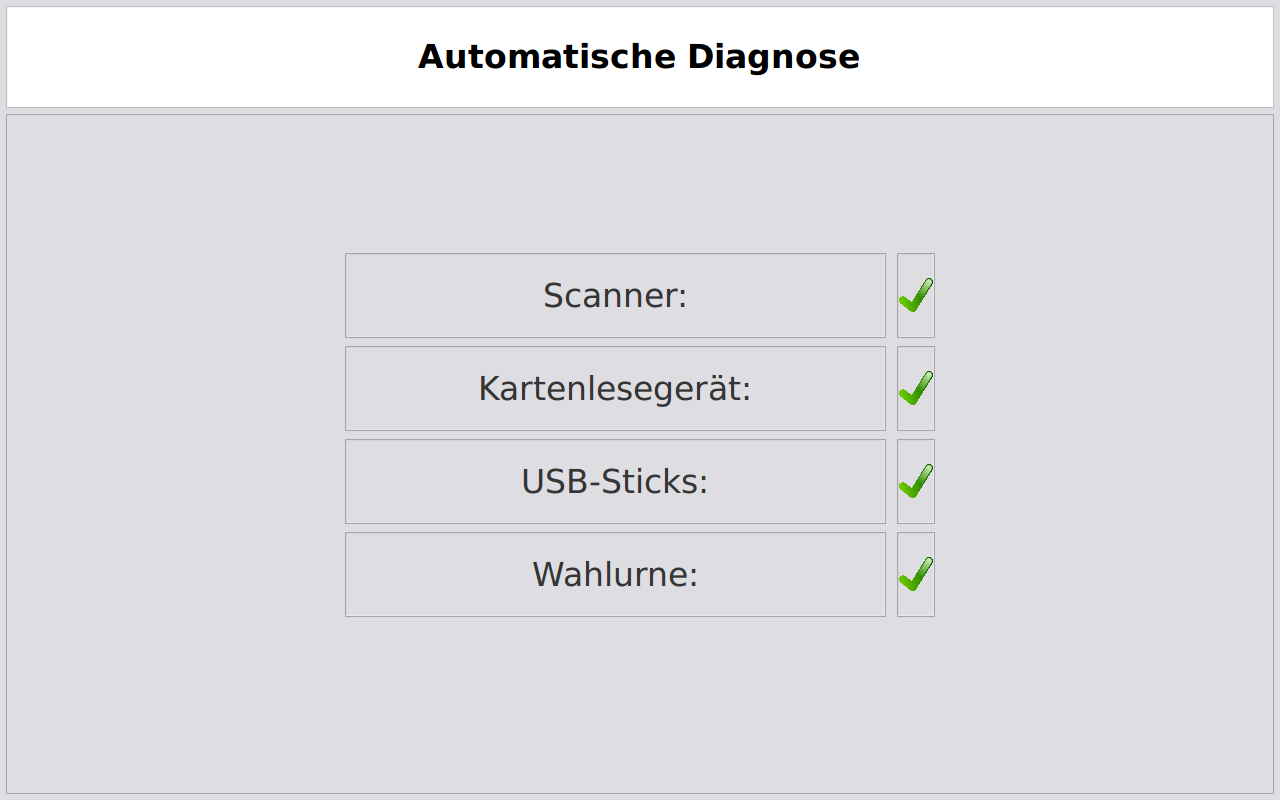 Automatische Diagnose
Scanner:
Kartenlesegerät:
USB-Sticks:
Wahlurne: